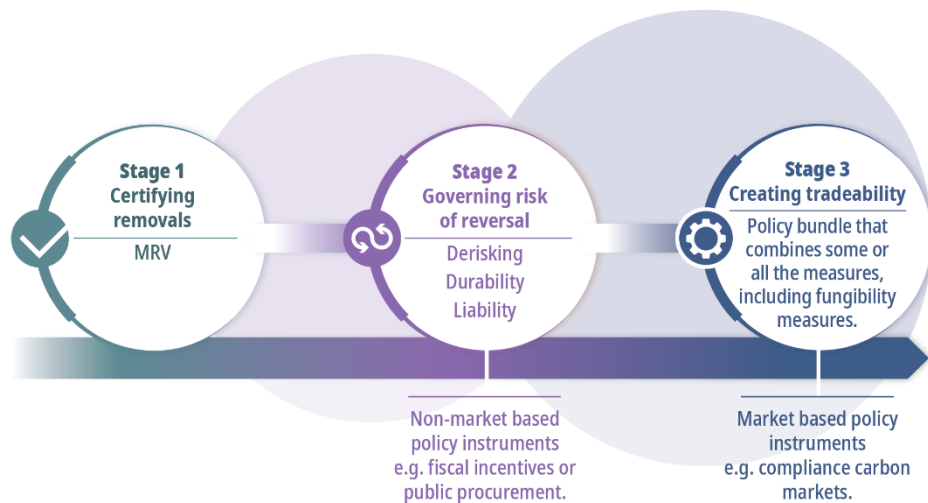 Stage 1
Certifying
removals
MRV
Stage 2
Governing risk
of reversal
Derisking
Durability
Liability
Stage 3
Creating tradeability
Policy bundle that
combines some or
all the measures,
including fungibility
measures.
Non-market based
policy instruments
e.g. fiscal incentives or
public procurement.
Market based policy
instruments
e.g. compliance carbon
markets.